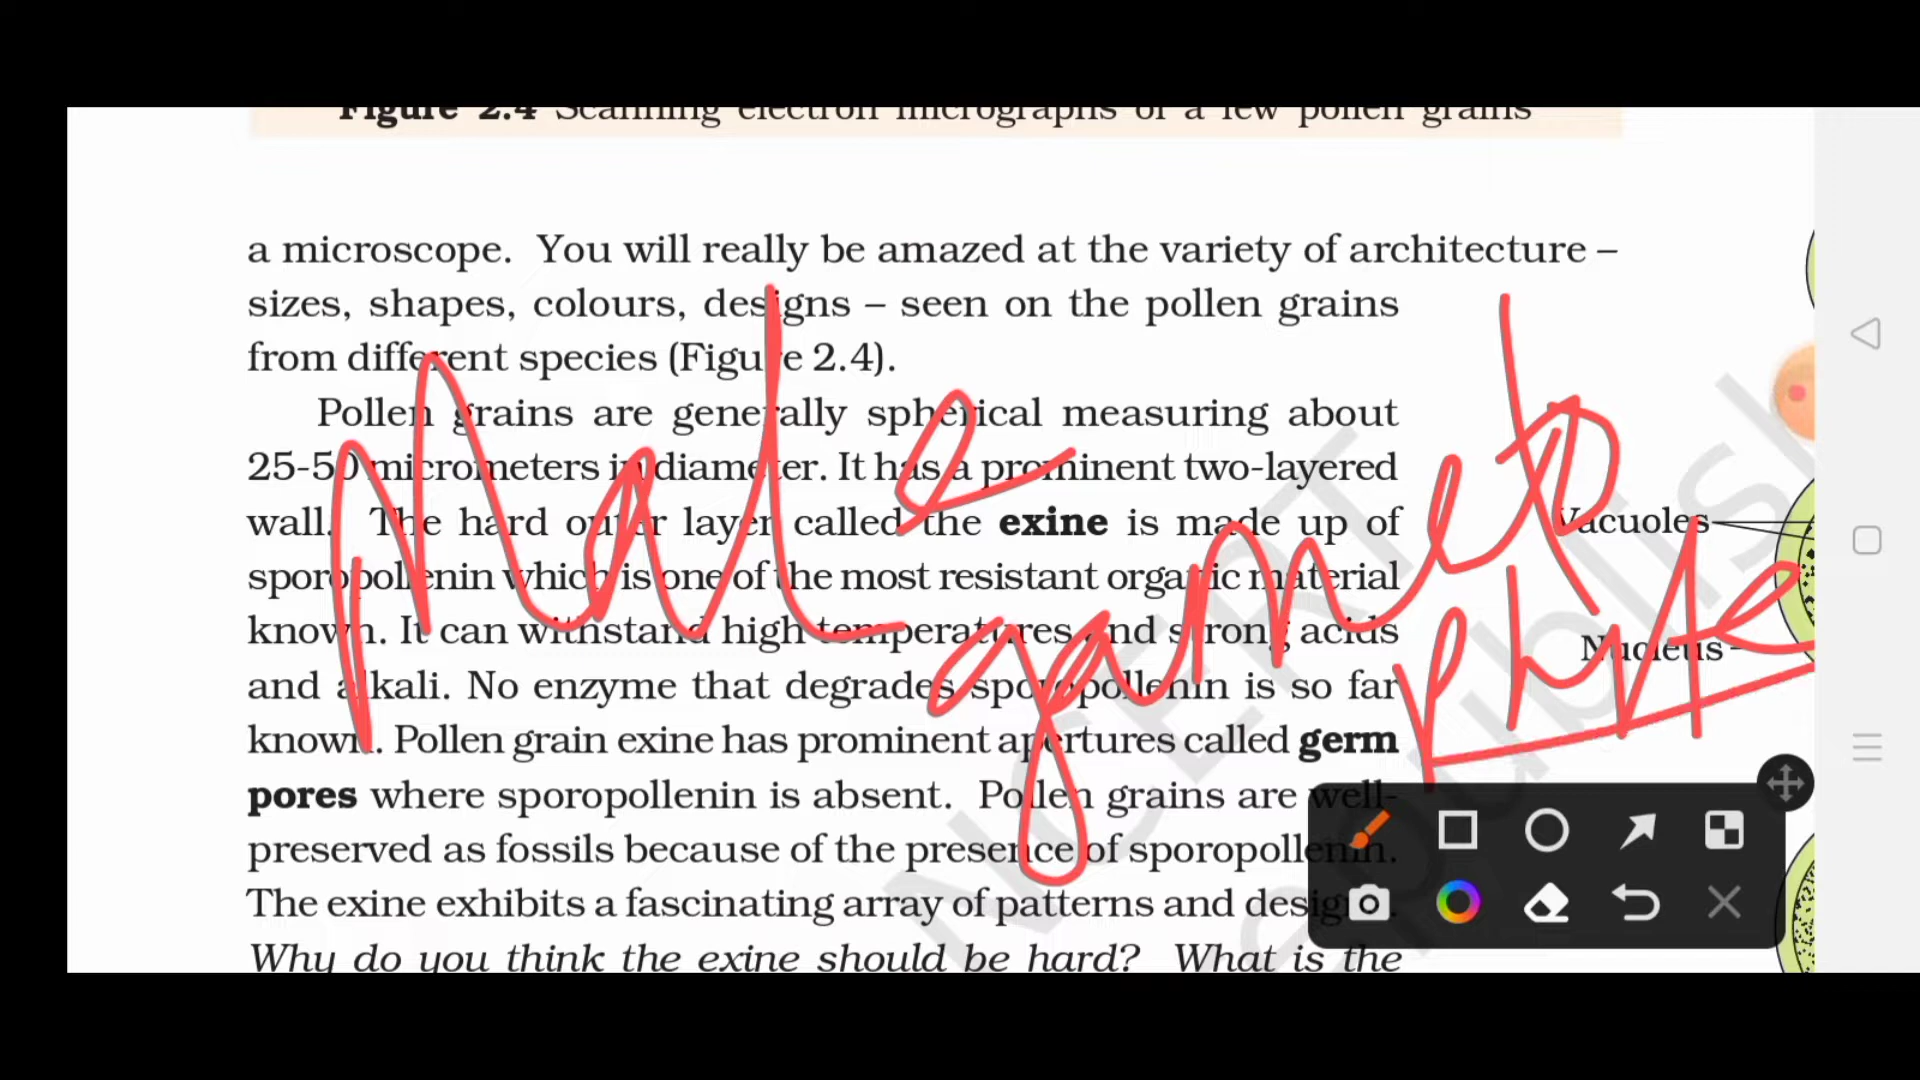 Figure 2.4 Scanning electron micrographs of a few pollen grains
a microscope. You will really be amazed at the variety of architecture –
sizes, shapes, colours, designs – seen on the pollen grains
from different species (Figure 2.4).
Pollen grains are generally spherical measuring about
25-50 micrometers in diameter. It has a prominent two-layered
wall. The hard outer layer called the exine is made up of
sporopollenin which is one of the most resistant organic material
known. It can withstand high temperatures and strong acids
and alkali. No enzyme that degrades sporopollenin is so far
known. Pollen grain exine has prominent apertures called germ
pores where sporopollenin is absent. Pollen grains are well-
preserved as fossils because of the presence of sporopollenin.
The exine exhibits a fascinating array of patterns and designs.
Why do you think the exine should be hard? What is the
Vacuoles
Nucleus
Male
gameto
phyte
NCERT